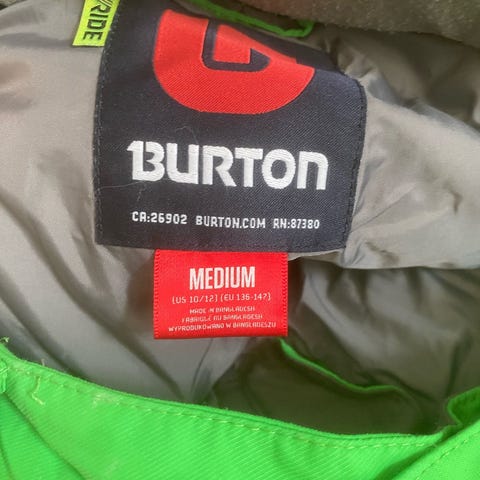 RIDE
BURTON
CA:26902 BURTON.COM RN:87380
MEDIUM
(US 10/12) (EU 136-147)
MADE IN BANGLADESH
FABRIQUÉ AU BANGLADESH
WYPRODUKOWANO W BANGLADESZU